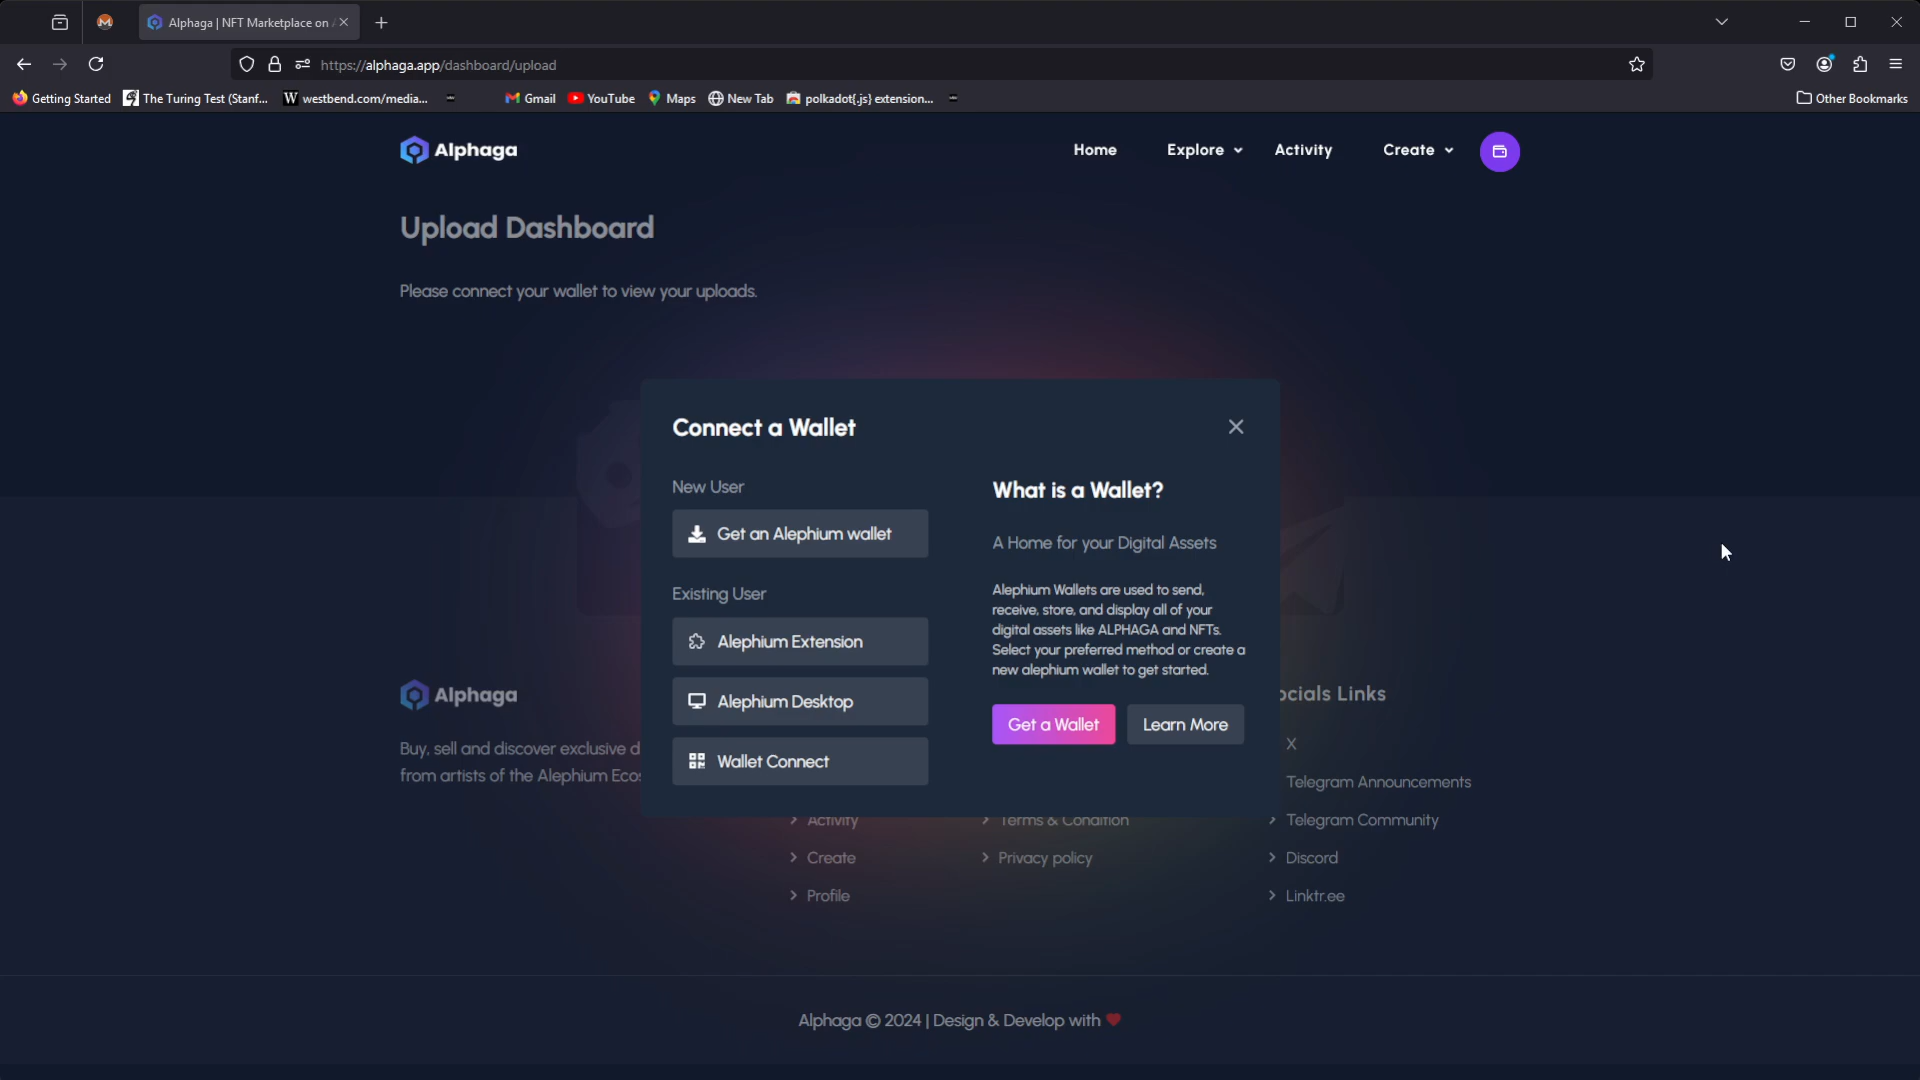 Alphaga | NFT Marketplace on
https://alphaga.app/dashboard/upload
Getting Started
The Turing Test (Stanf...
westbend.com/media...
Gmail
YouTube
Maps
New Tab
polkadot{.js} extension...
Other Bookmarks
Alphaga
Home
Explore
Activity
Create
Upload Dashboard
Please connect your wallet to view your uploads.
Connect a Wallet
New User
Get an Alephium wallet
Existing User
Alephium Extension
Alephium Desktop
Wallet Connect
What is a Wallet?
A Home for your Digital Assets
Alephium Wallets are used to send,
receive, store, and display all of your
digital assets like ALPHAGA and NFTs.
Select your preferred method or create a
new alephium wallet to get started.
Get a Wallet
Learn More
Alphaga
Buy, sell and discover exclusive d
from artists of the Alephium Ecos
Activity
Create
Profile
Terms & Condition
Privacy policy
ocials Links
X
Telegram Announcements
Telegram Community
Discord
Linktr.ee
Alphaga © 2024 | Design & Develop with ❤